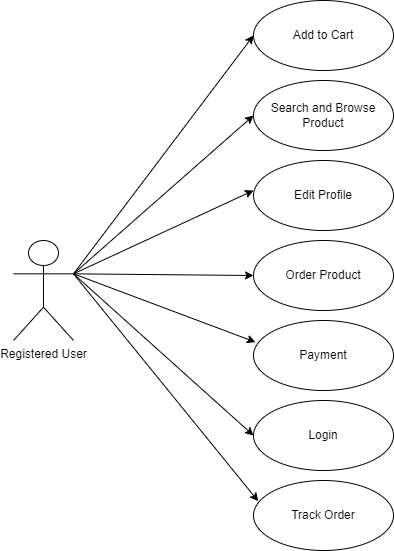 Add to Cart
Search and Browse
Product
Edit Profile
Order Product
Registered User
Payment
Login
Track Order